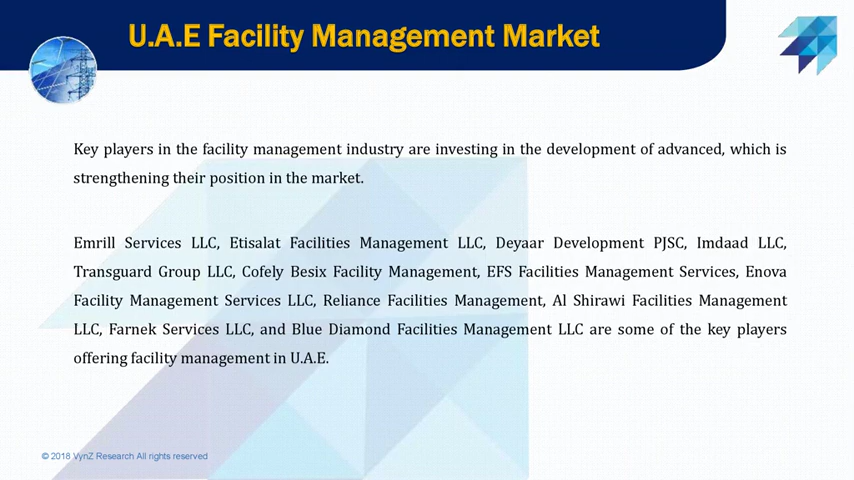 U.A.E Facility Management Market
Key players in the facility management industry are investing in the development of advanced, which is
strengthening their position in the market.
Emrill Services LLC, Etisalat Facilities Management LLC, Deyaar Development PJSC, Imdaad LLC,
Transguard Group LLC, Cofely Besix Facility Management, EFS Facilities Management Services, Enova
Facility Management Services LLC, Reliance Facilities Management, Al Shirawi Facilities Management
LLC, Farnek Services LLC, and Blue Diamond Facilities Management LLC are some of the key players
offering facility management in U.A.E.
© 2018 VynZ Research All rights reserved